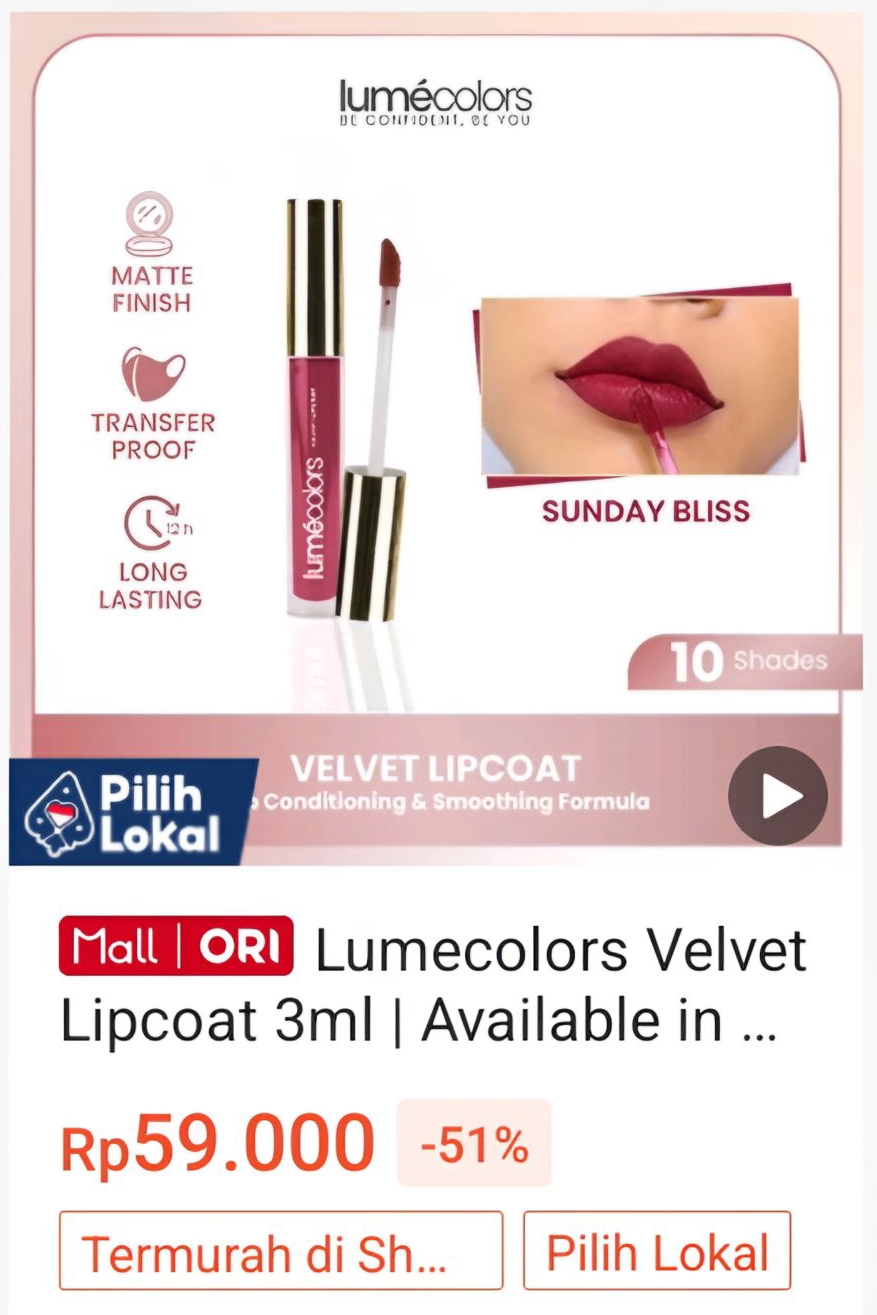 lumécolors
BE CONFIDENT, BE YOU
MATTE
FINISH
TRANSFER
PROOF
12h
LONG
LASTING
lumécolors
SUNDAY BLISS
10 Shades
VELVET LIPCOAT
Conditioning & Smoothing Formula
Pilih
Lokal
Mall | ORI Lumecolors Velvet
Lipcoat 3ml | Available in ...
Rp59.000 -51%
Termurah di Sh...
Pilih Lokal